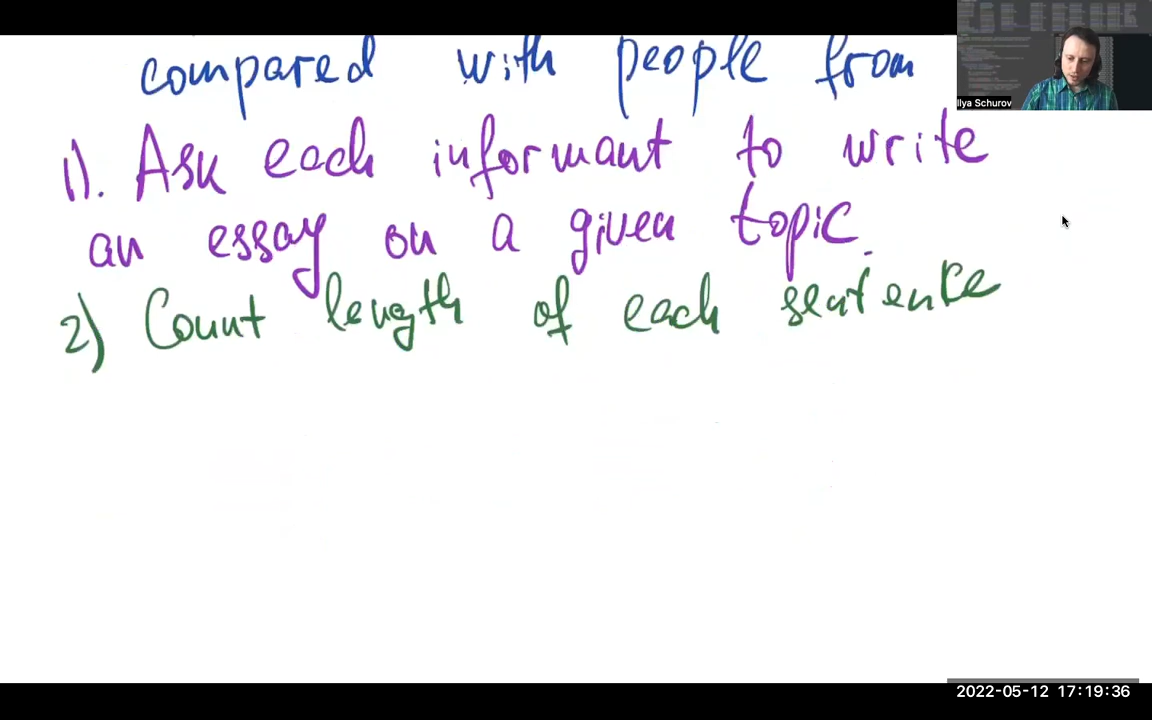 compared with people from
Ilya Schurov
1). Ask each informant to write
an essay on a given topic.
2) Count length of each sentence
2022-05-12 17:19:36